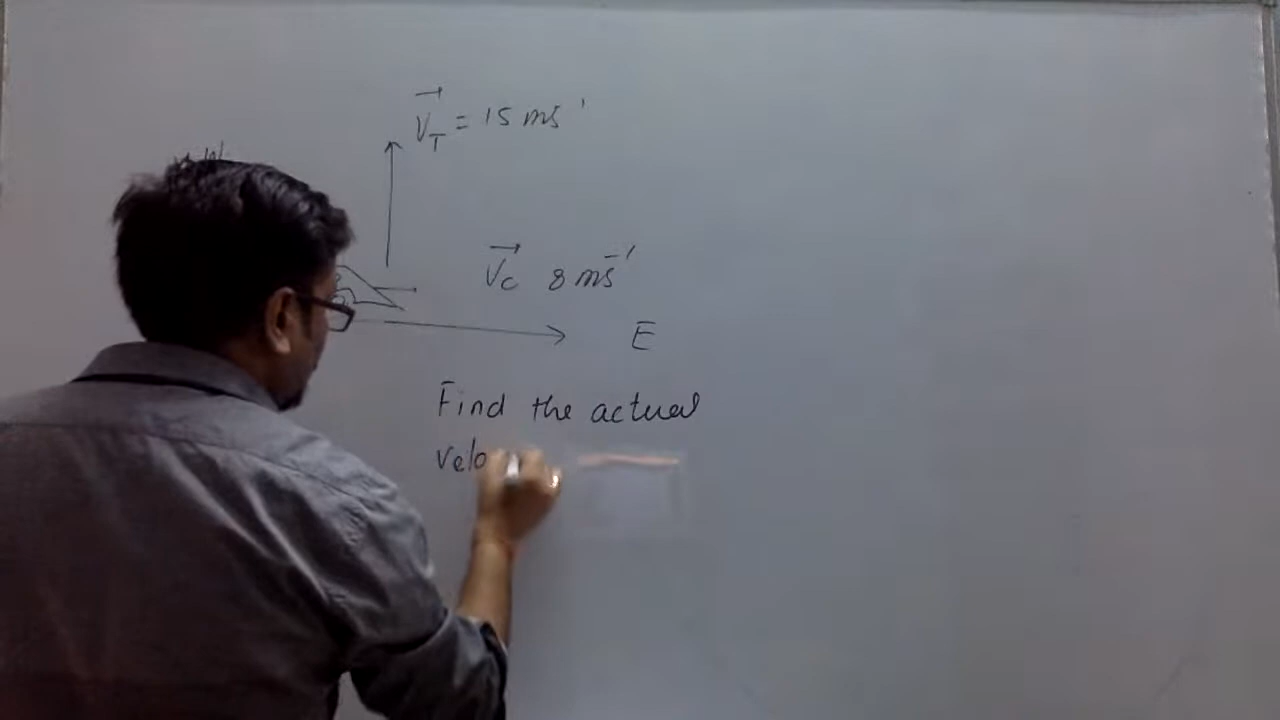 V_T = 15 ms⁻¹
V_C 8 ms⁻¹
E
Find the actual
Velo